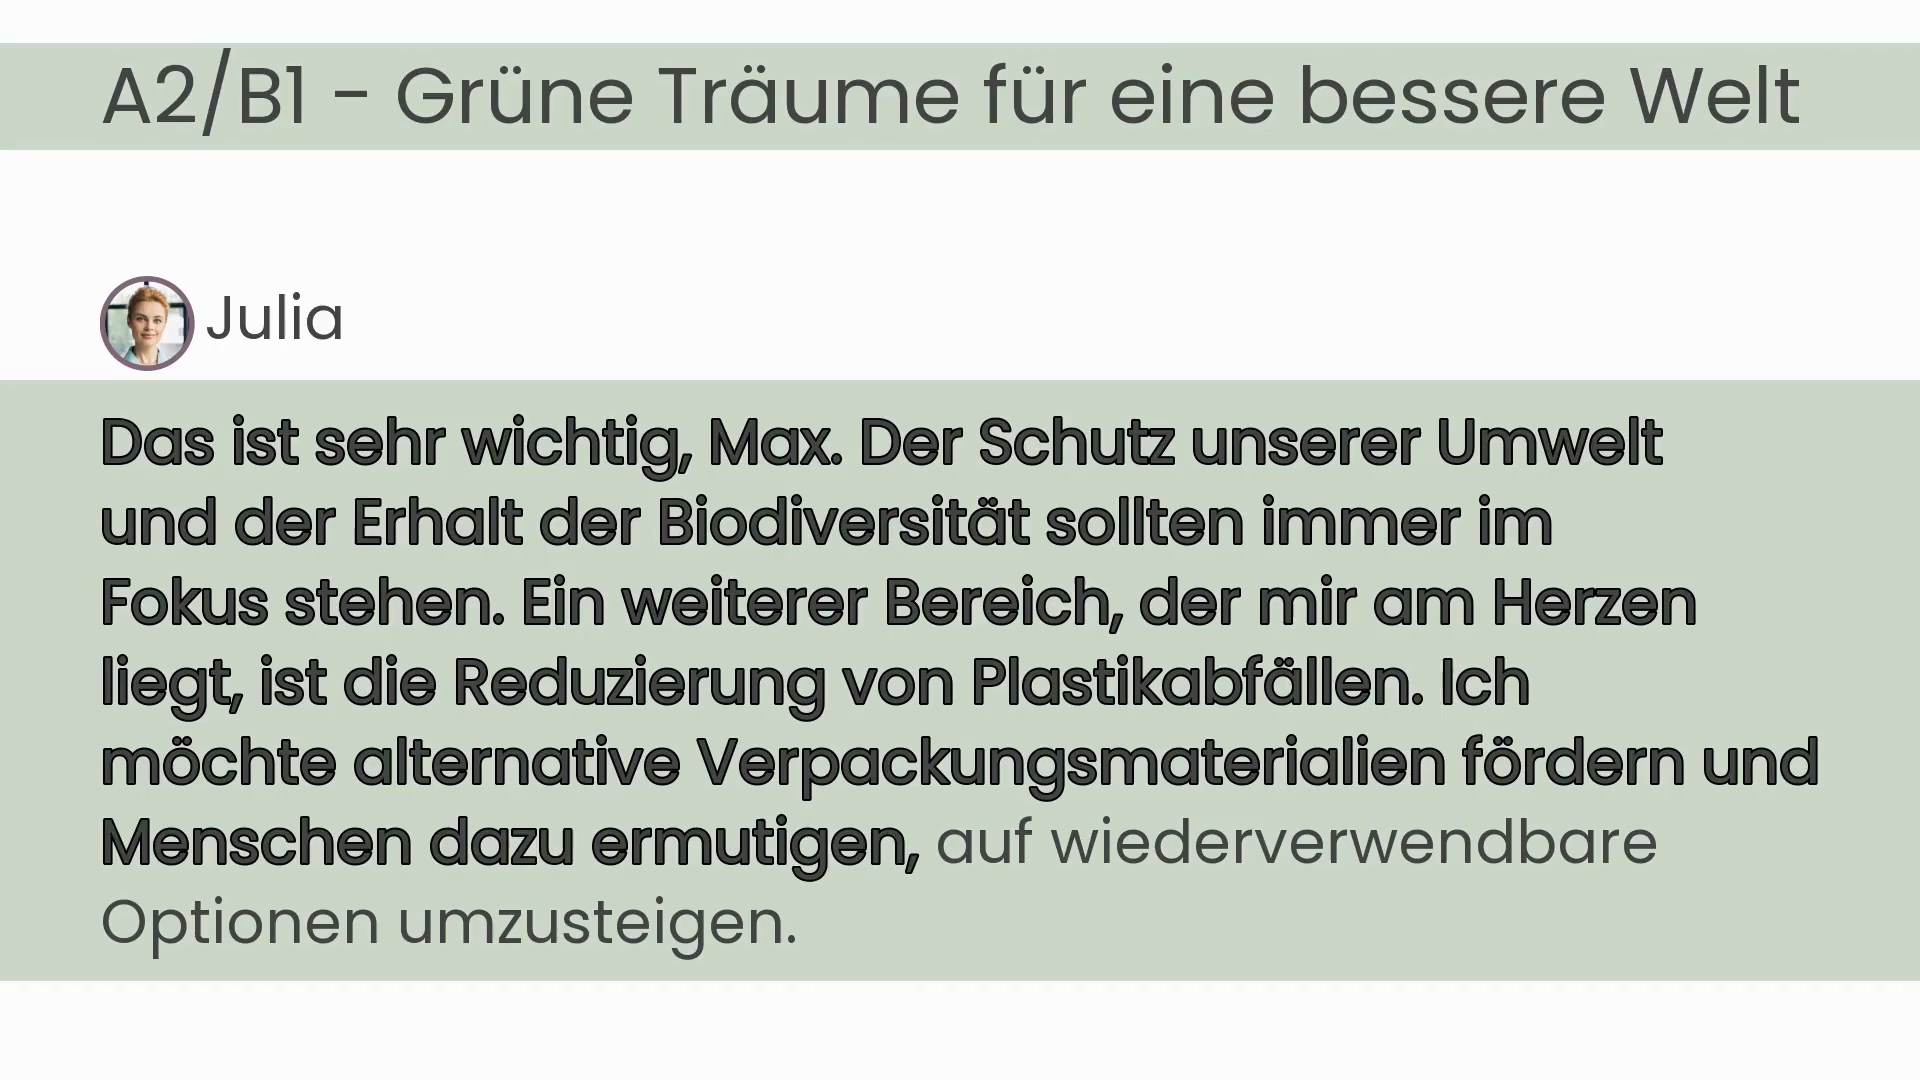 A2/B1 - Grüne Träume für eine bessere Welt
Julia
Das ist sehr wichtig, Max. Der Schutz unserer Umwelt
und der Erhalt der Biodiversität sollten immer im
Fokus stehen. Ein weiterer Bereich, der mir am Herzen
liegt, ist die Reduzierung von Plastikabfällen. Ich
möchte alternative Verpackungsmaterialien fördern und
Menschen dazu ermutigen, auf wiederverwendbare
Optionen umzusteigen.